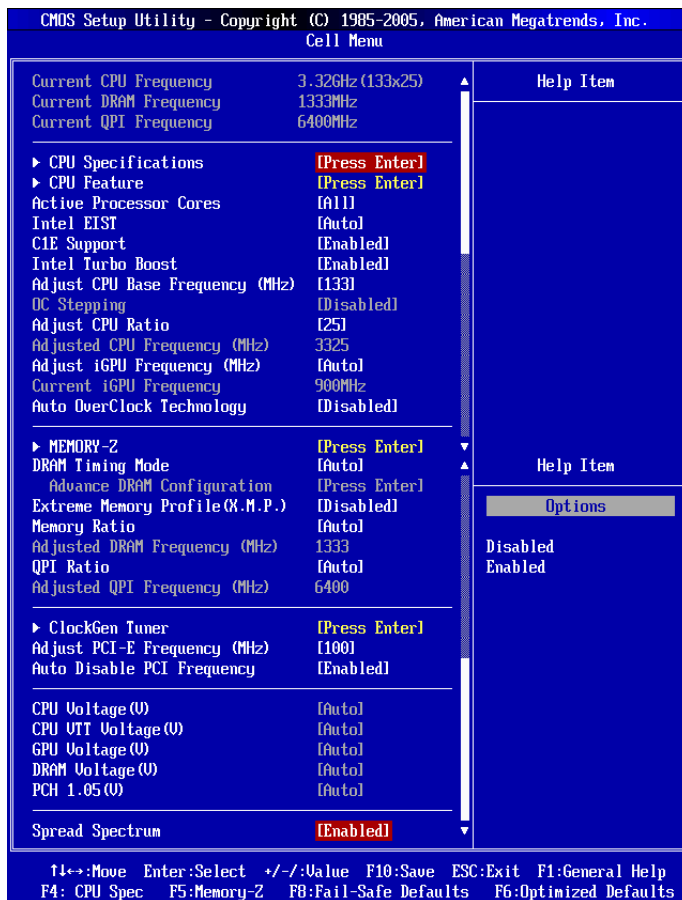 CMOS Setup Utility - Copyright (C) 1985-2005, American Megatrends, Inc.
Cell Menu
Current CPU Frequency 3.32GHz(133x25)
Current DRAM Frequency 1333MHz
Current QPI Frequency 6400MHz
Help Item
▶ CPU Specifications [Press Enter]
▶ CPU Feature [Press Enter]
Active Processor Cores [All]
Intel EIST [Auto]
C1E Support [Enabled]
Intel Turbo Boost [Enabled]
Adjust CPU Base Frequency (MHz) [133]
OC Stepping [Disabled]
Adjust CPU Ratio [25]
Adjusted CPU Frequency (MHz) 3325
Adjust iGPU Frequency (MHz) [Auto]
Current iGPU Frequency 900MHz
Auto OverClock Technology [Disabled]
▶ MEMORY-Z [Press Enter]
DRAM Timing Mode [Auto]
Advance DRAM Configuration [Press Enter]
Extreme Memory Profile(X.M.P.) [Disabled]
Memory Ratio [Auto]
Adjusted DRAM Frequency (MHz) 1333
QPI Ratio [Auto]
Adjusted QPI Frequency (MHz) 6400
Help Item
Options
Disabled
Enabled
▶ ClockGen Tuner [Press Enter]
Adjust PCI-E Frequency (MHz) [100]
Auto Disable PCI Frequency [Enabled]
CPU Voltage(V) [Auto]
CPU VTT Voltage(V) [Auto]
GPU Voltage(V) [Auto]
DRAM Voltage(V) [Auto]
PCH 1.05(V) [Auto]
Spread Spectrum [Enabled]
↑↓←→:Move Enter:Select +/-/:Value F10:Save ESC:Exit F1:General Help
F4: CPU Spec F5:Memory-Z F8:Fail-Safe Defaults F6:Optimized Defaults